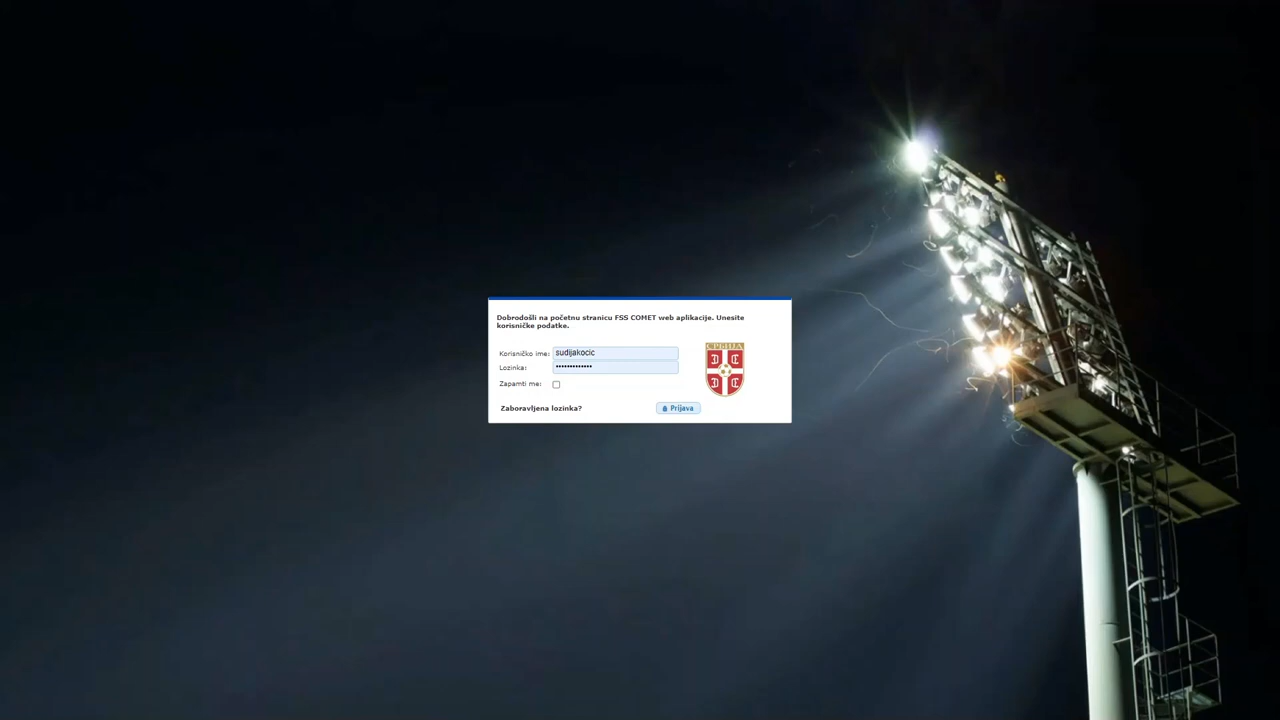 Dobrodošli na početnu stranicu FSS COMET web aplikacije. Unesite
korisničke podatke.
Korisničko ime: sudijakocic
Lozinka: •••••••••••••
Zapamti me:
СРБИЈА
Zaboravljena lozinka? Prijava